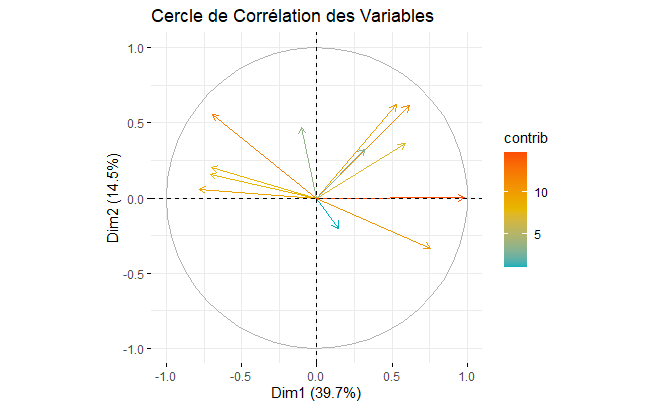 Cercle de Corrélation des Variables
1.0
0.5
0.0
-0.5
-1.0
Dim2 (14.5%)
-1.0 -0.5 0.0 0.5 1.0
Dim1 (39.7%)
contrib
10
5